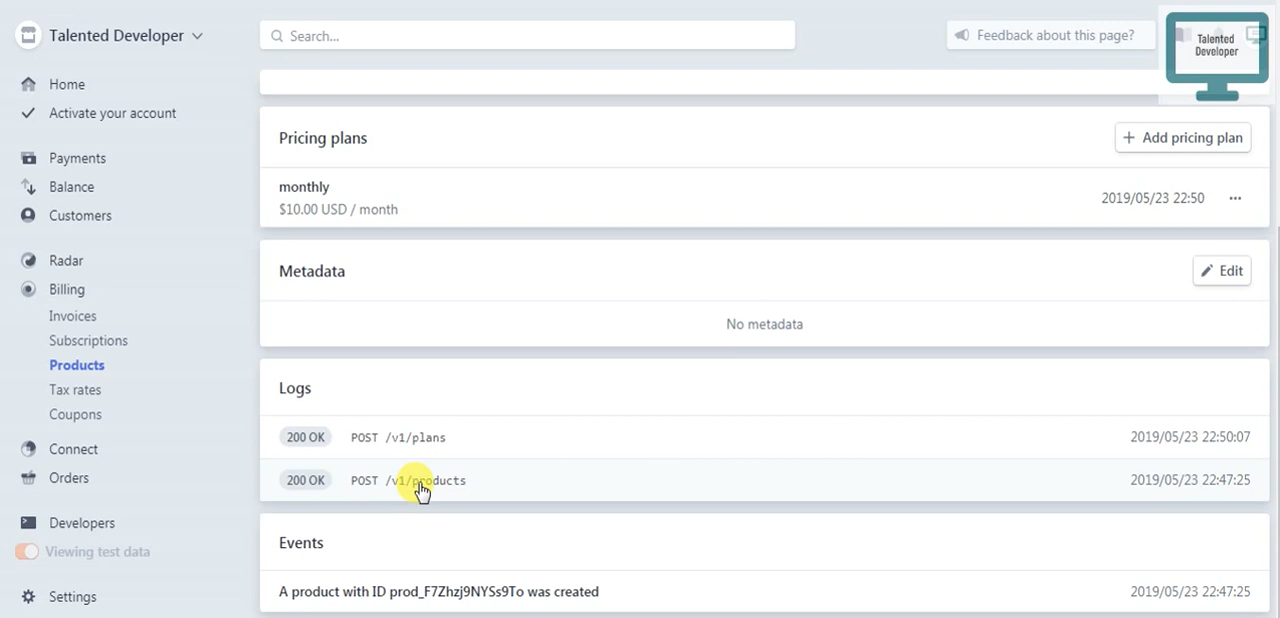 Talented Developer
Search...
Feedback about this page?
Talented
Developer
Home
Activate your account
Payments
Balance
Customers
Radar
Billing
Invoices
Subscriptions
Products
Tax rates
Coupons
Connect
Orders
Developers
Viewing test data
Settings
Pricing plans
Add pricing plan
monthly
$10.00 USD / month
2019/05/23 22:50
Metadata
Edit
No metadata
Logs
200 OK POST /v1/plans 2019/05/23 22:50:07
200 OK POST /v1/products 2019/05/23 22:47:25
Events
A product with ID prod_F7Zhzj9NYSs9To was created 2019/05/23 22:47:25